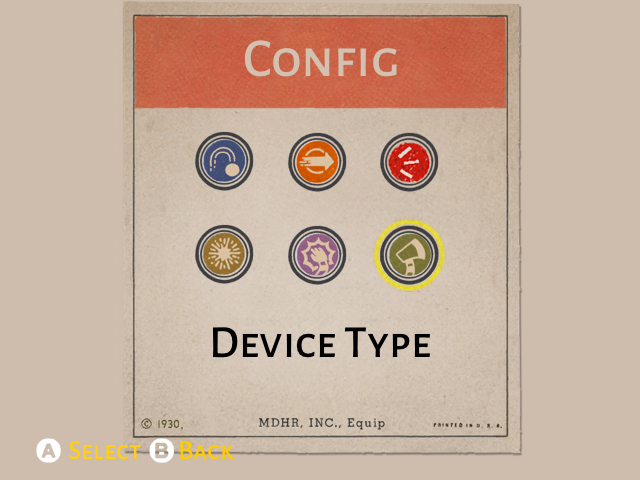 Config
Device Type
© 1930, MDHR, INC., Equip PRINTED IN U. S. A.
A Select B Back